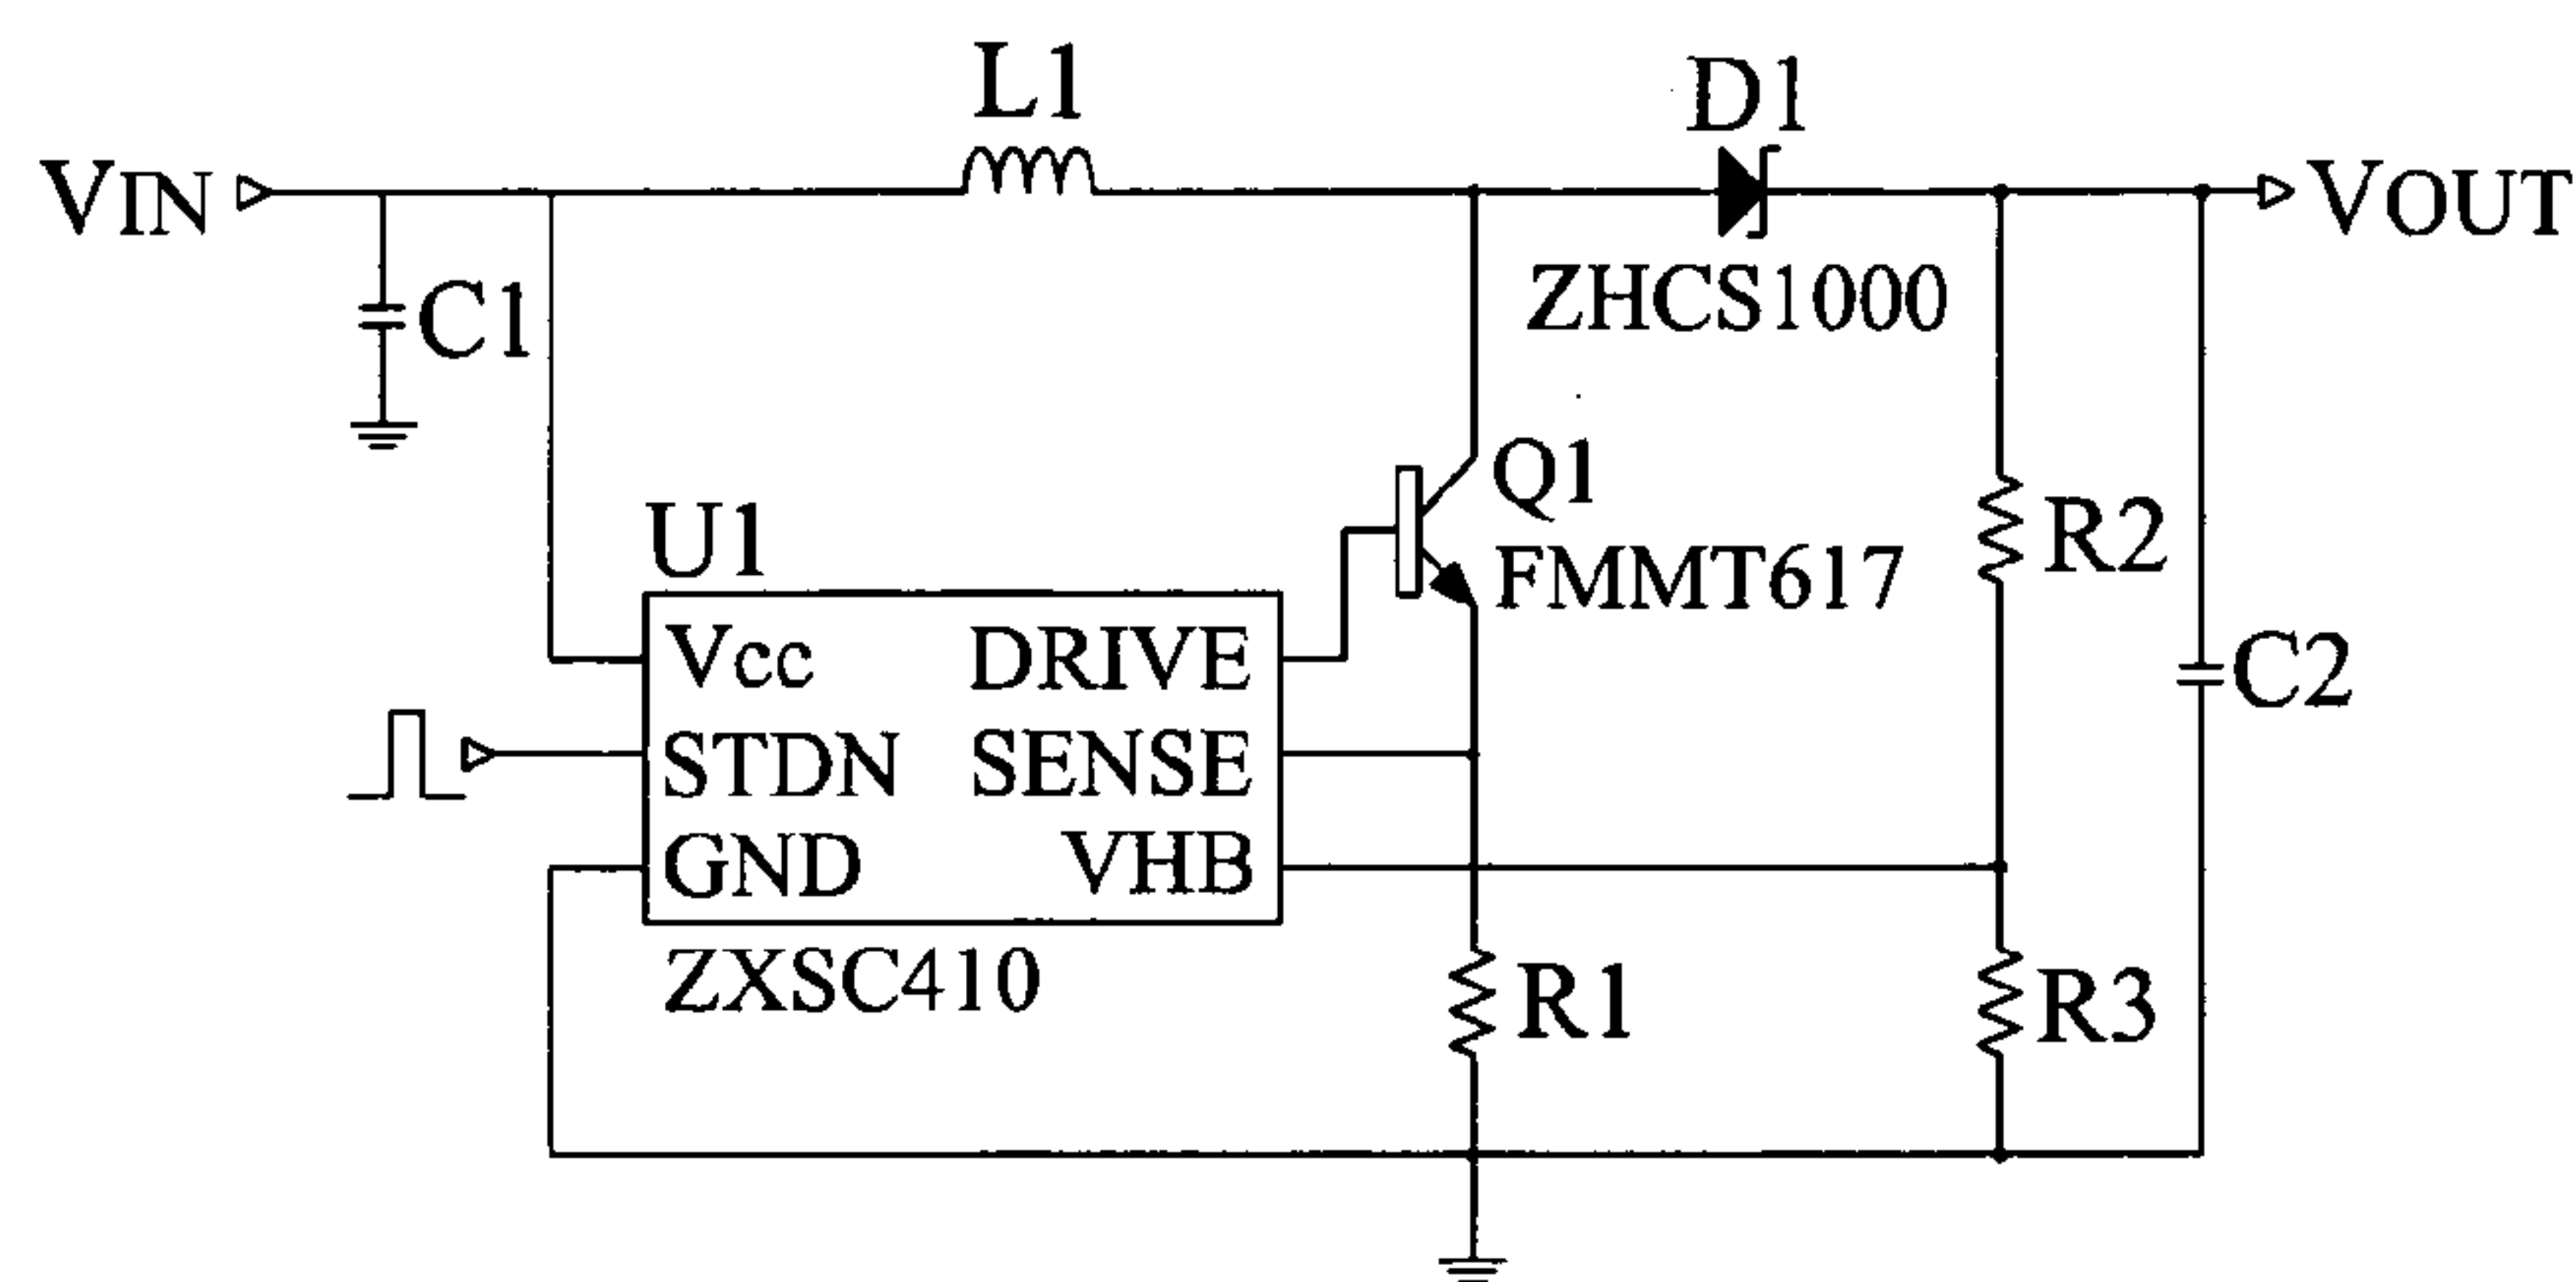 L1
D1
VIN
VOUT
ZHCS1000
C1
Q1
FMMT617
R2
U1
Vcc
DRIVE
C2
STDN
SENSE
GND
VHB
ZXSC410
R1
R3